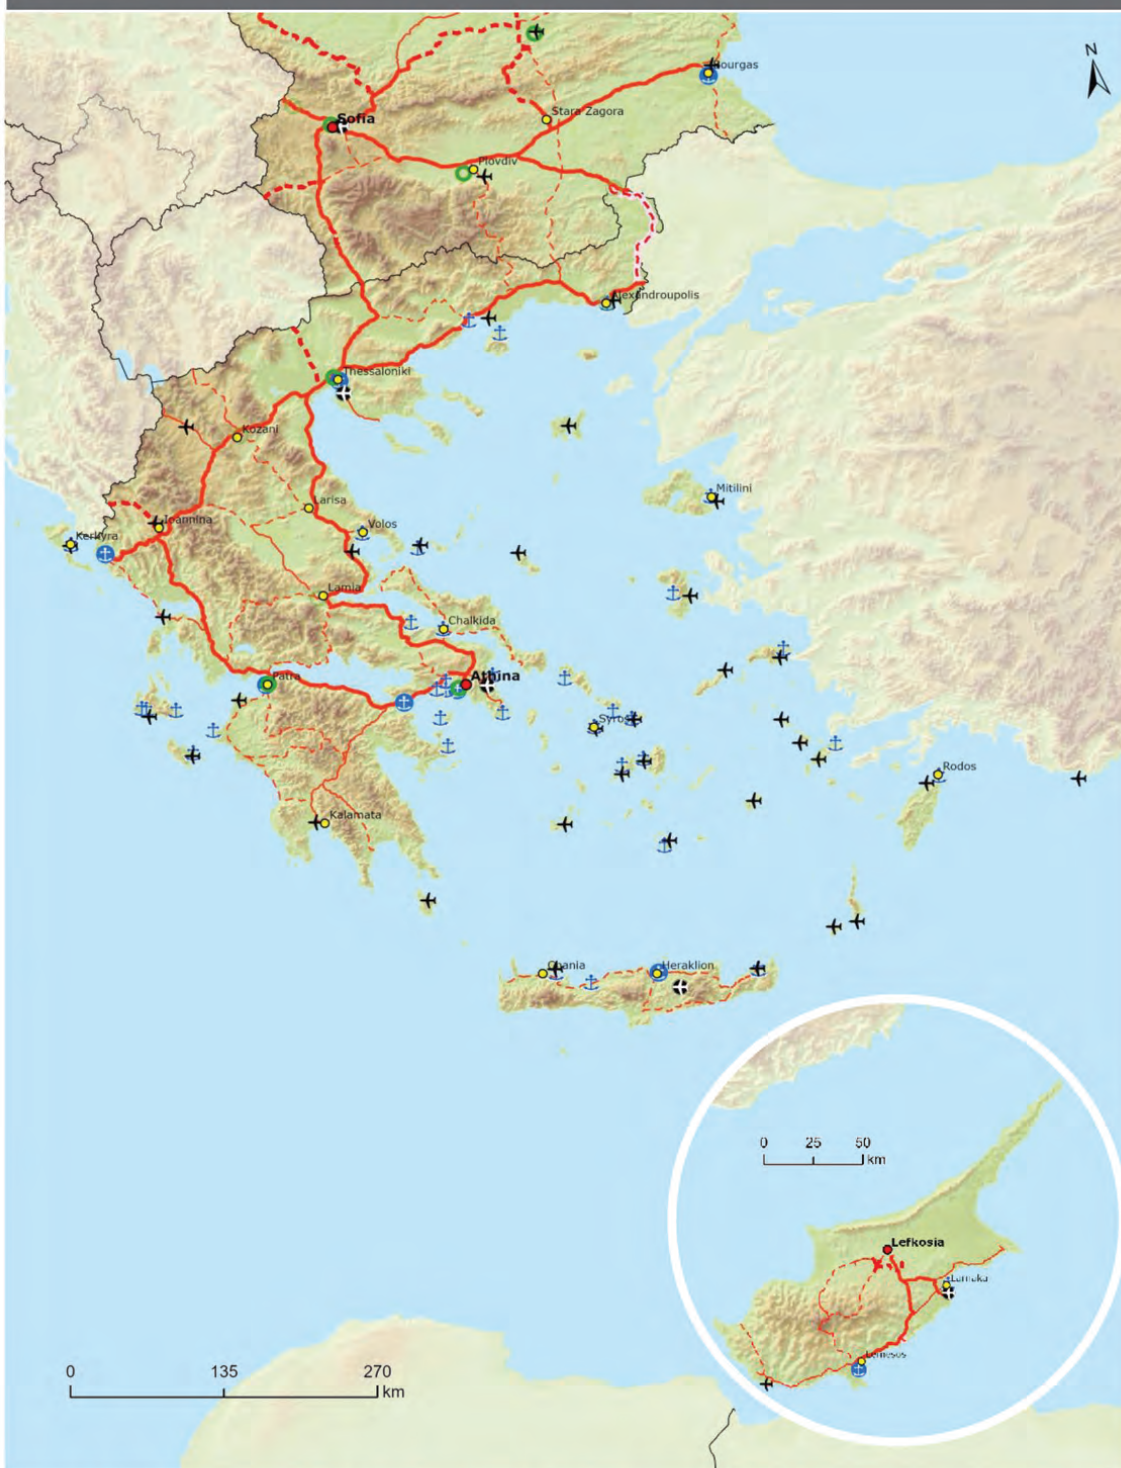 N
Sofia
Stara Zagora
Plovdiv
Alexandroupolis
Thessaloniki
Kozani
Mitilini
Larisa
Ioannina
Volos
Kerkyra
Lamia
Chalkida
Patra
Athina
Syros
Rodos
Kalamata
Chania
Heraklion
0 25 50
km
Lefkosia
Larnaka
Lemesos
0 135 270
km